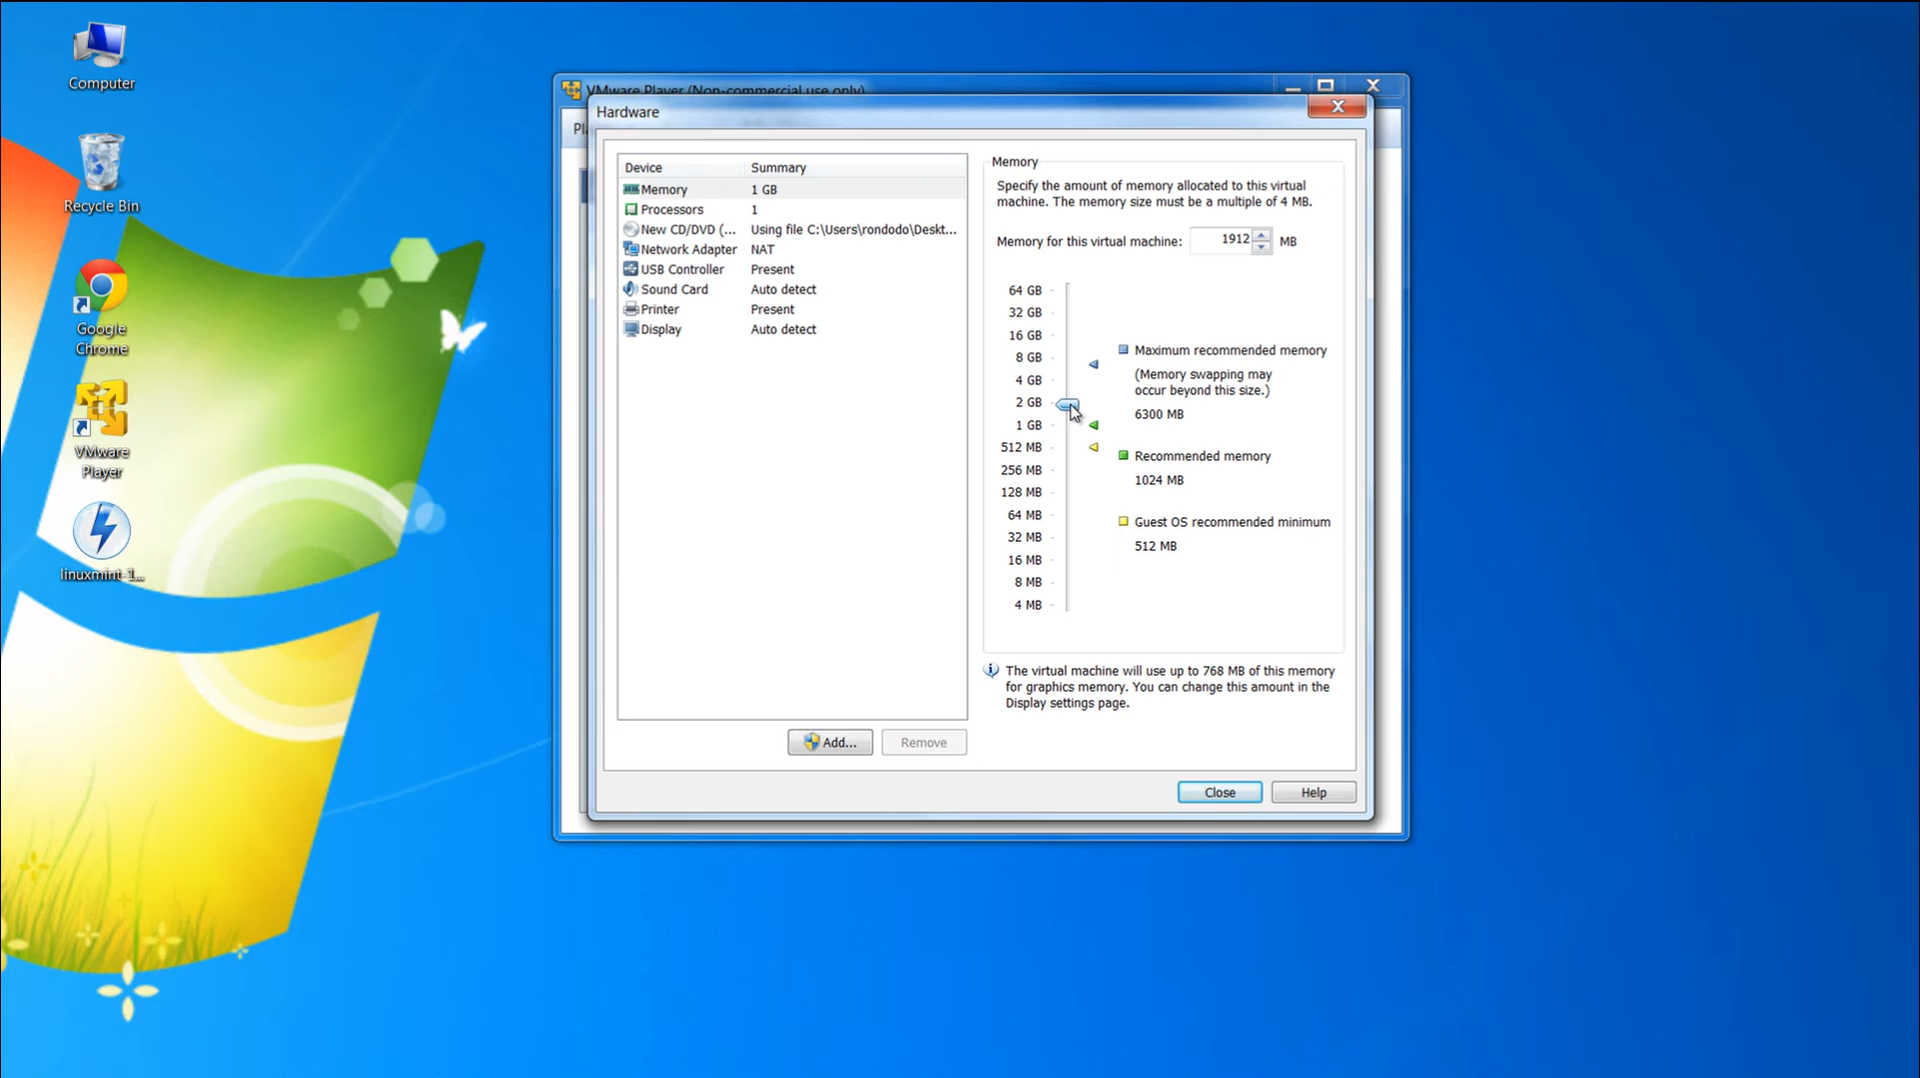 Computer
Recycle Bin
Google
Chrome
VMware
Player
linuxmint-1...
VMware Player (Non-commercial use only)
Pl
Hardware
Device Summary
Memory 1 GB
Processors 1
New CD/DVD (... Using file C:\Users\rondodo\Deskt...
Network Adapter NAT
USB Controller Present
Sound Card Auto detect
Printer Present
Display Auto detect
Add...
Remove
Memory
Specify the amount of memory allocated to this virtual
machine. The memory size must be a multiple of 4 MB.
Memory for this virtual machine: 1912 MB
64 GB
32 GB
16 GB
8 GB
4 GB
2 GB
1 GB
512 MB
256 MB
128 MB
64 MB
32 MB
16 MB
8 MB
4 MB
Maximum recommended memory
(Memory swapping may
occur beyond this size.)
6300 MB
Recommended memory
1024 MB
Guest OS recommended minimum
512 MB
The virtual machine will use up to 768 MB of this memory
for graphics memory. You can change this amount in the
Display settings page.
Close
Help